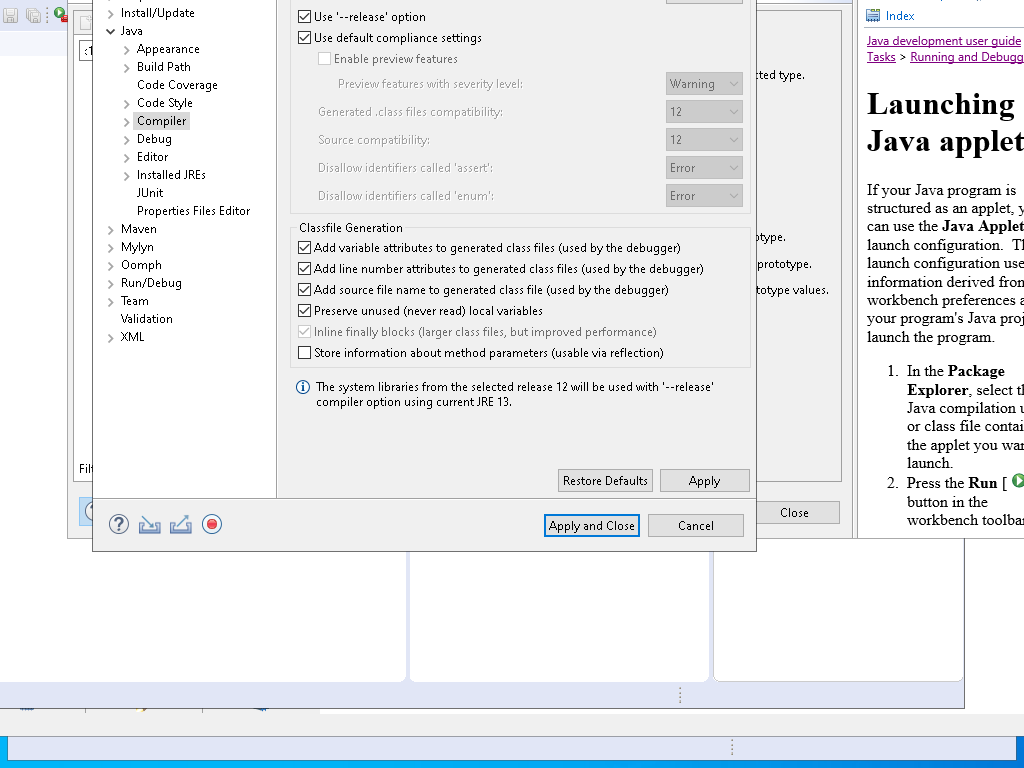 Install/Update
Java
Appearance
Build Path
Code Coverage
Code Style
Compiler
Debug
Editor
Installed JREs
JUnit
Properties Files Editor
Maven
Mylyn
Oomph
Run/Debug
Team
Validation
XML
Use '--release' option
Use default compliance settings
Enable preview features
Preview features with severity level: Warning
Generated .class files compatibility: 12
Source compatibility: 12
Disallow identifiers called 'assert': Error
Disallow identifiers called 'enum': Error
Classfile Generation
Add variable attributes to generated class files (used by the debugger)
Add line number attributes to generated class files (used by the debugger)
Add source file name to generated class file (used by the debugger)
Preserve unused (never read) local variables
Inline finally blocks (larger class files, but improved performance)
Store information about method parameters (usable via reflection)
The system libraries from the selected release 12 will be used with '--release'
compiler option using current JRE 13.
Restore Defaults Apply
Apply and Close Cancel
cted type.
otype.
prototype.
totype values.
Close
Index
Java development user guide
Tasks > Running and Debugg
Launching
Java applet
If your Java program is
structured as an applet, y
can use the Java Applet
launch configuration. Th
launch configuration use
information derived from
workbench preferences a
your program's Java proj
launch the program.
1. In the Package
Explorer, select th
Java compilation u
or class file contai
the applet you wan
launch.
2. Press the Run [
button in the
workbench toolbar